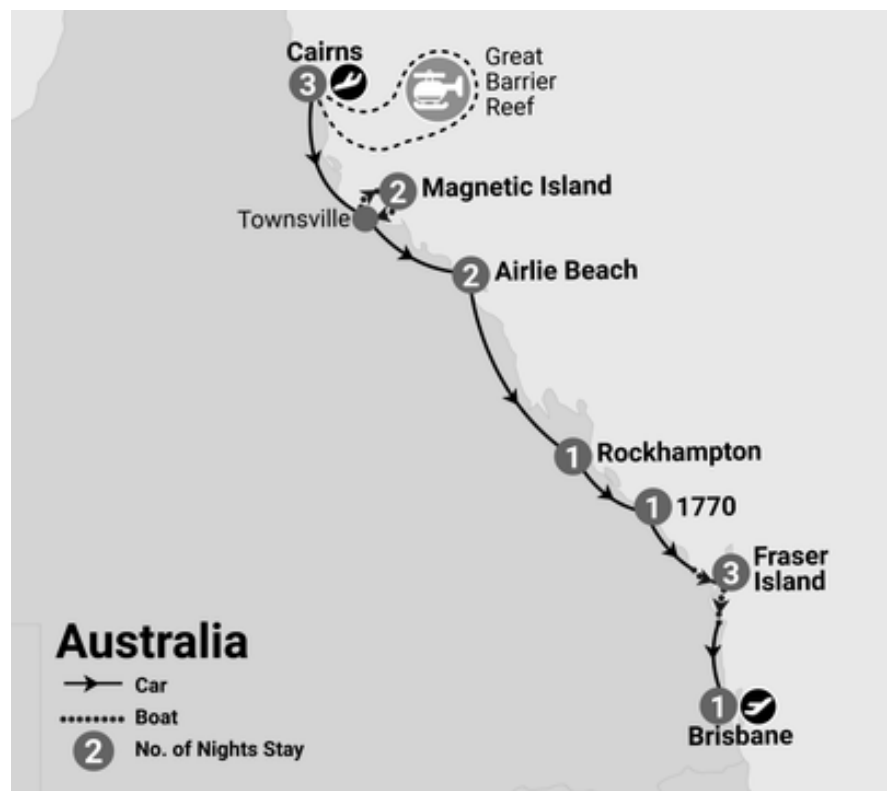 Cairns
3
Great
Barrier
Reef
2
Magnetic Island
Townsville
2
Airlie Beach
1
Rockhampton
1
1770
3
Fraser
Island
1
Brisbane
Australia
Car
Boat
2
No. of Nights Stay